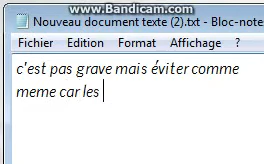 www.Bandicam.com
Nouveau document texte (2).txt - Bloc-note
Fichier Edition Format Affichage ?
c'est pas grave mais éviter comme
meme car les